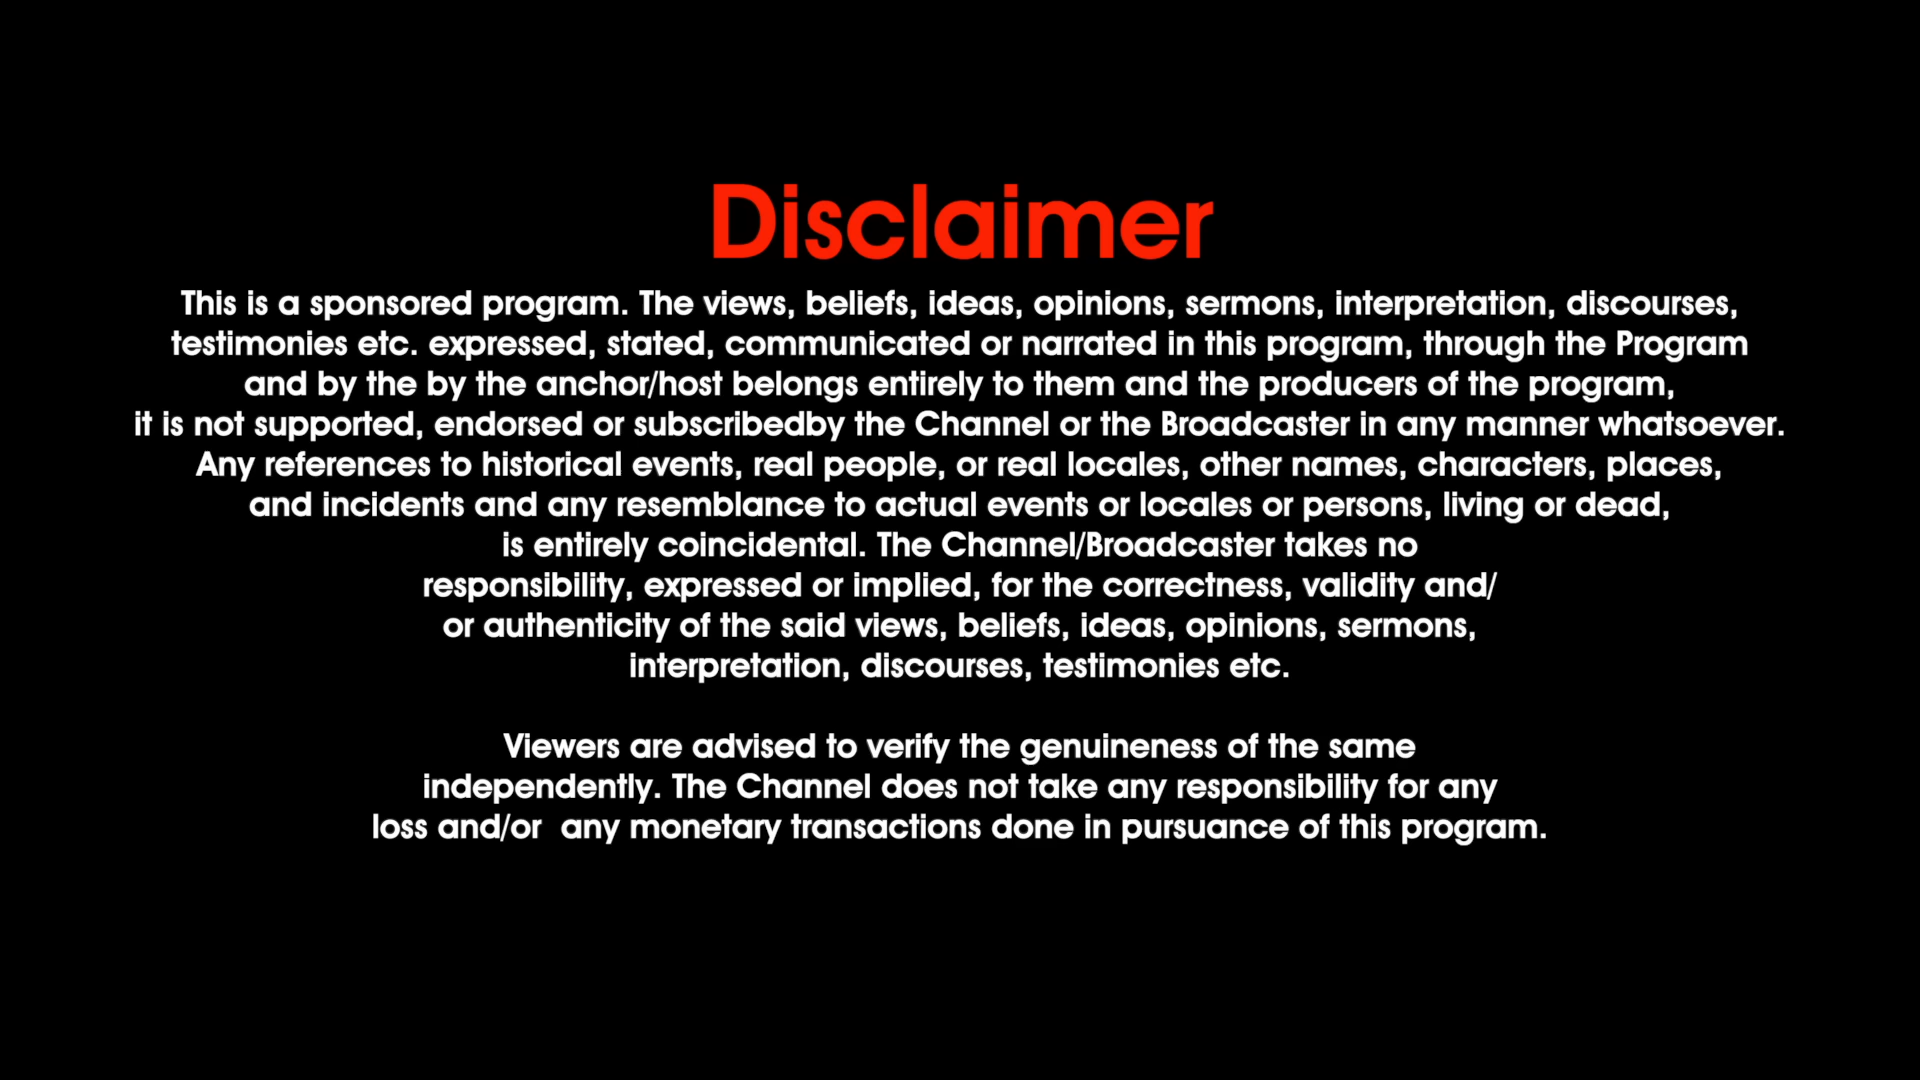 Disclaimer
This is a sponsored program. The views, beliefs, ideas, opinions, sermons, interpretation, discourses,
testimonies etc. expressed, stated, communicated or narrated in this program, through the Program
and by the by the anchor/host belongs entirely to them and the producers of the program,
it is not supported, endorsed or subscribedby the Channel or the Broadcaster in any manner whatsoever.
Any references to historical events, real people, or real locales, other names, characters, places,
and incidents and any resemblance to actual events or locales or persons, living or dead,
is entirely coincidental. The Channel/Broadcaster takes no
responsibility, expressed or implied, for the correctness, validity and/
or authenticity of the said views, beliefs, ideas, opinions, sermons,
interpretation, discourses, testimonies etc.
Viewers are advised to verify the genuineness of the same
independently. The Channel does not take any responsibility for any
loss and/or  any monetary transactions done in pursuance of this program.